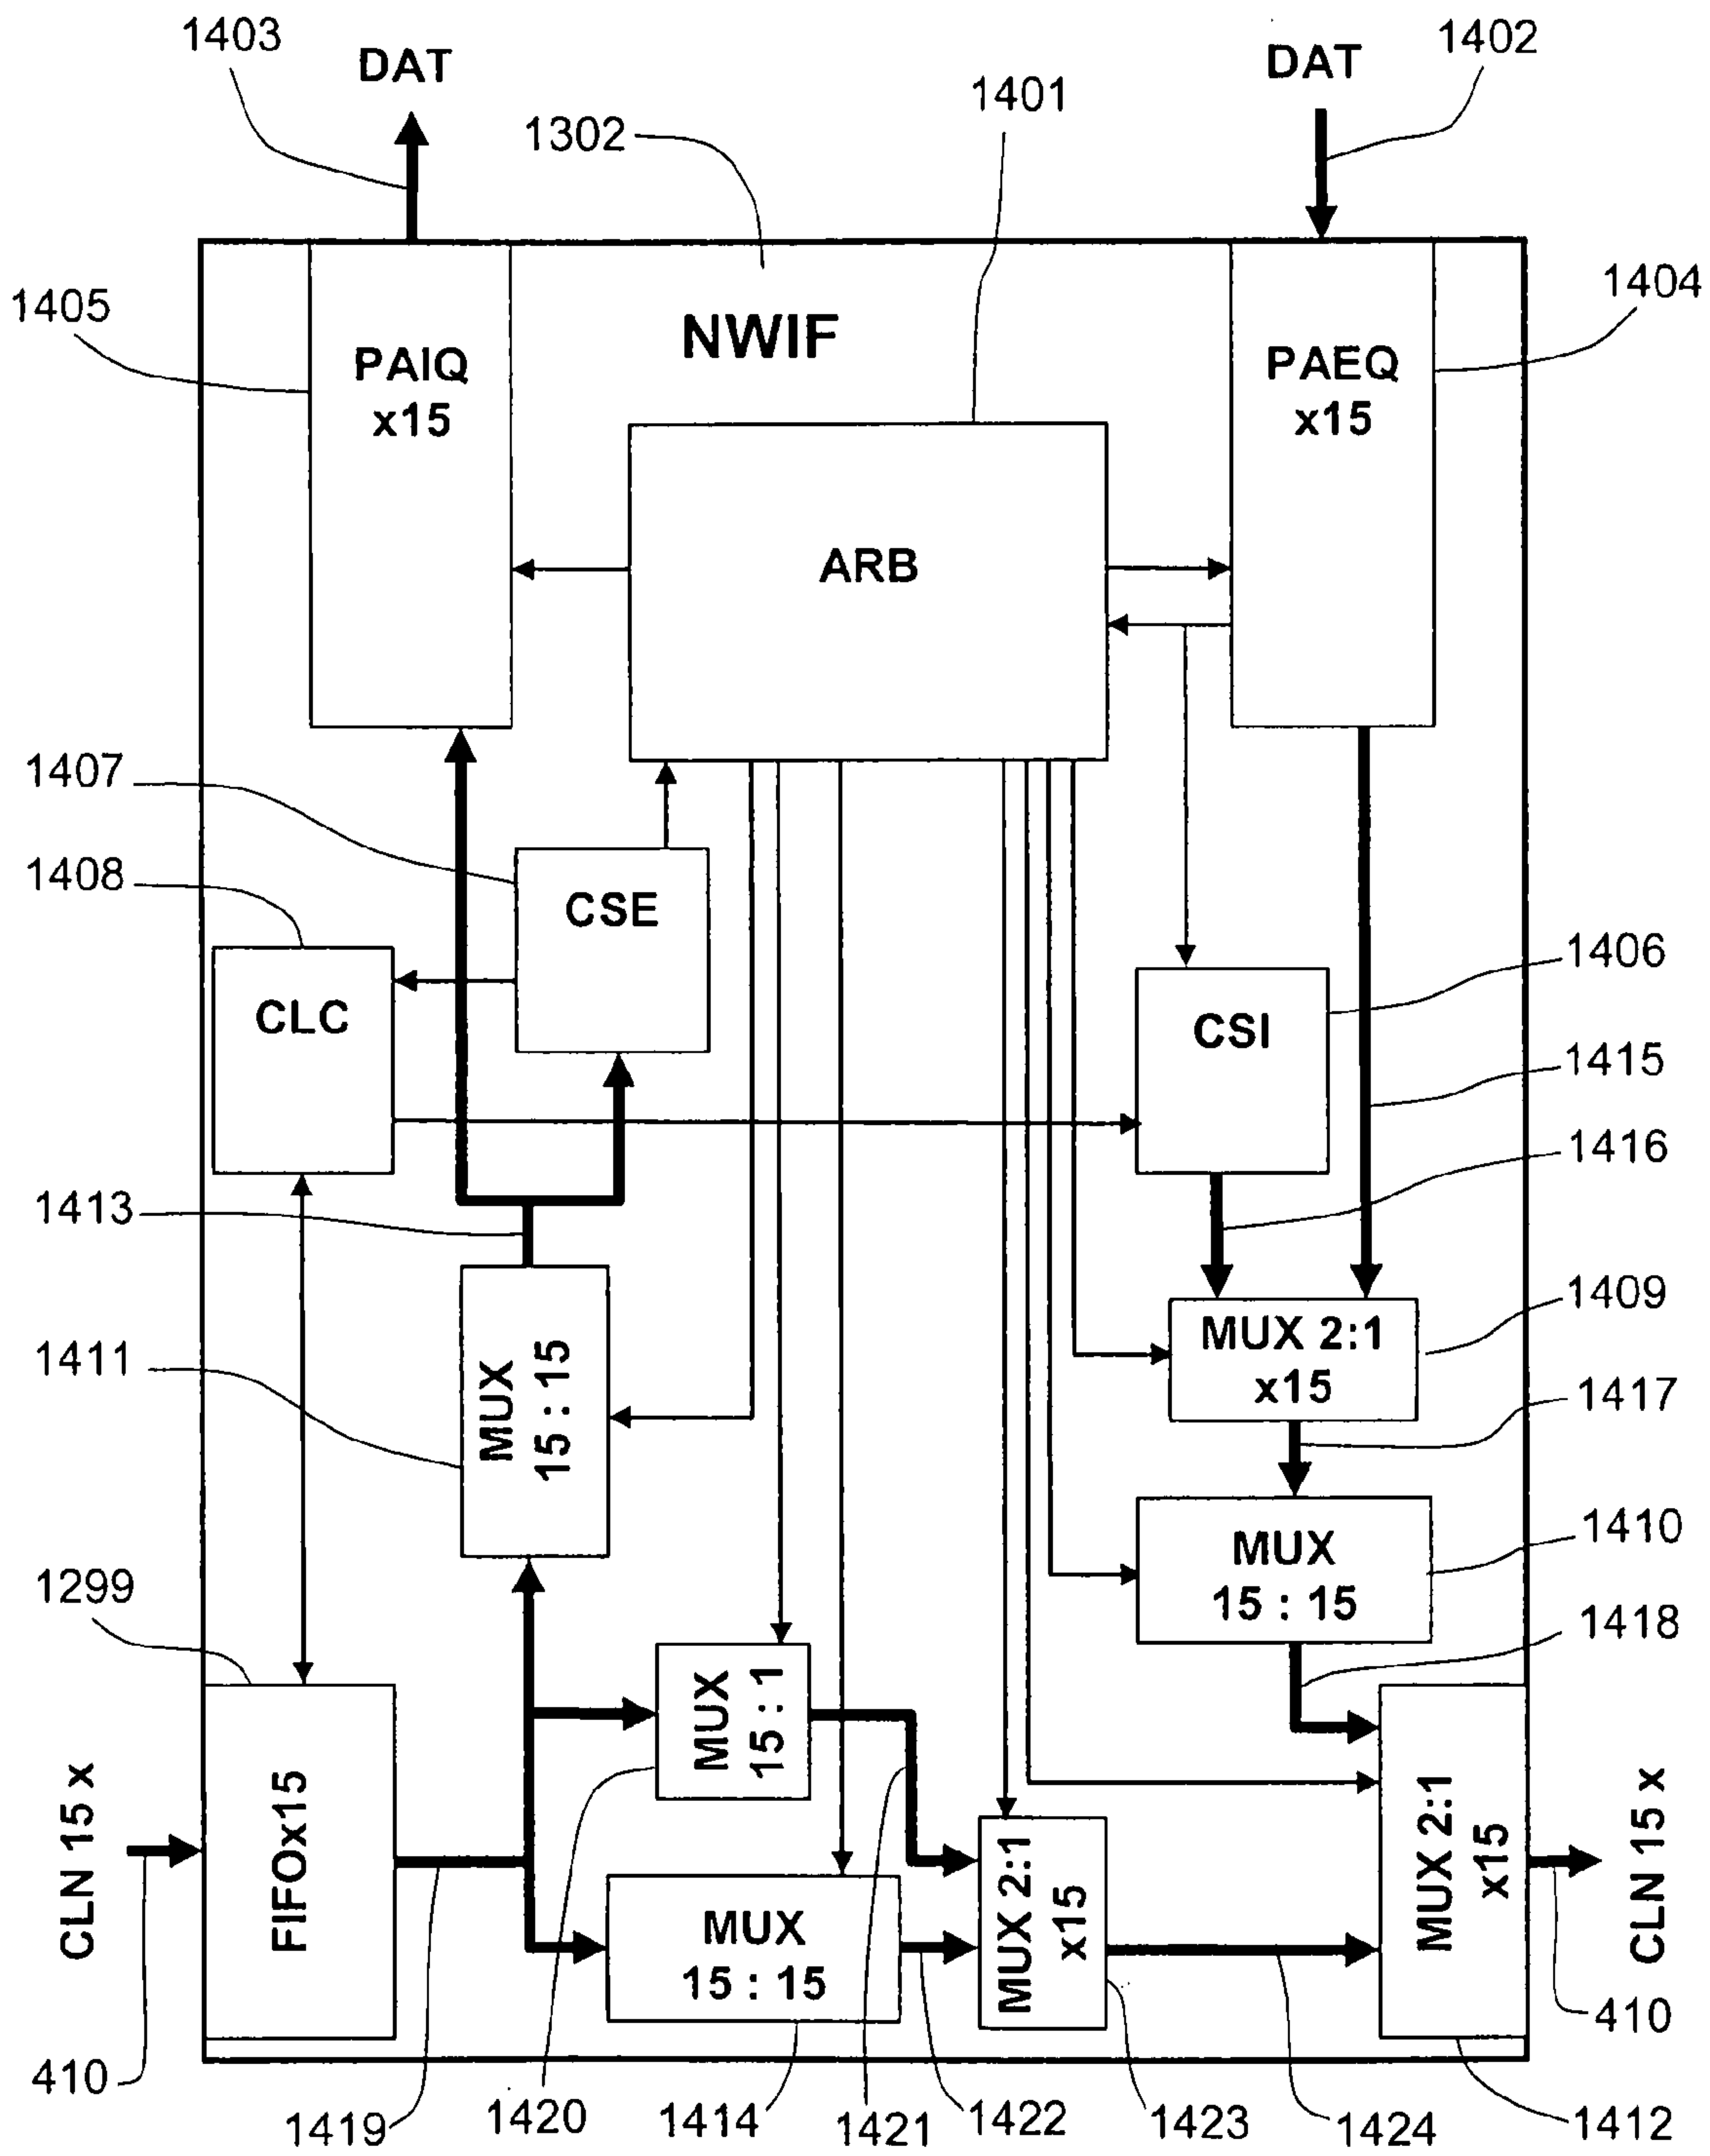 1403
DAT
DAT
1402
1401
1302
1405
1404
NWIF
PAIQ
x15
PAEQ
x15
ARB
1407
1408
CSE
CLC
1406
CSI
1415
1416
1413
1409
MUX 2:1
x15
1411
MUX
15 : 15
1417
MUX
15 : 15
1410
1299
1418
MUX
15 : 1
CLN 15 x
FIFOx15
MUX 2:1
x15
MUX 2:1
x15
CLN 15 x
MUX
15 : 15
410
410
1419
1420
1414
1421
1422
1423
1424
1412